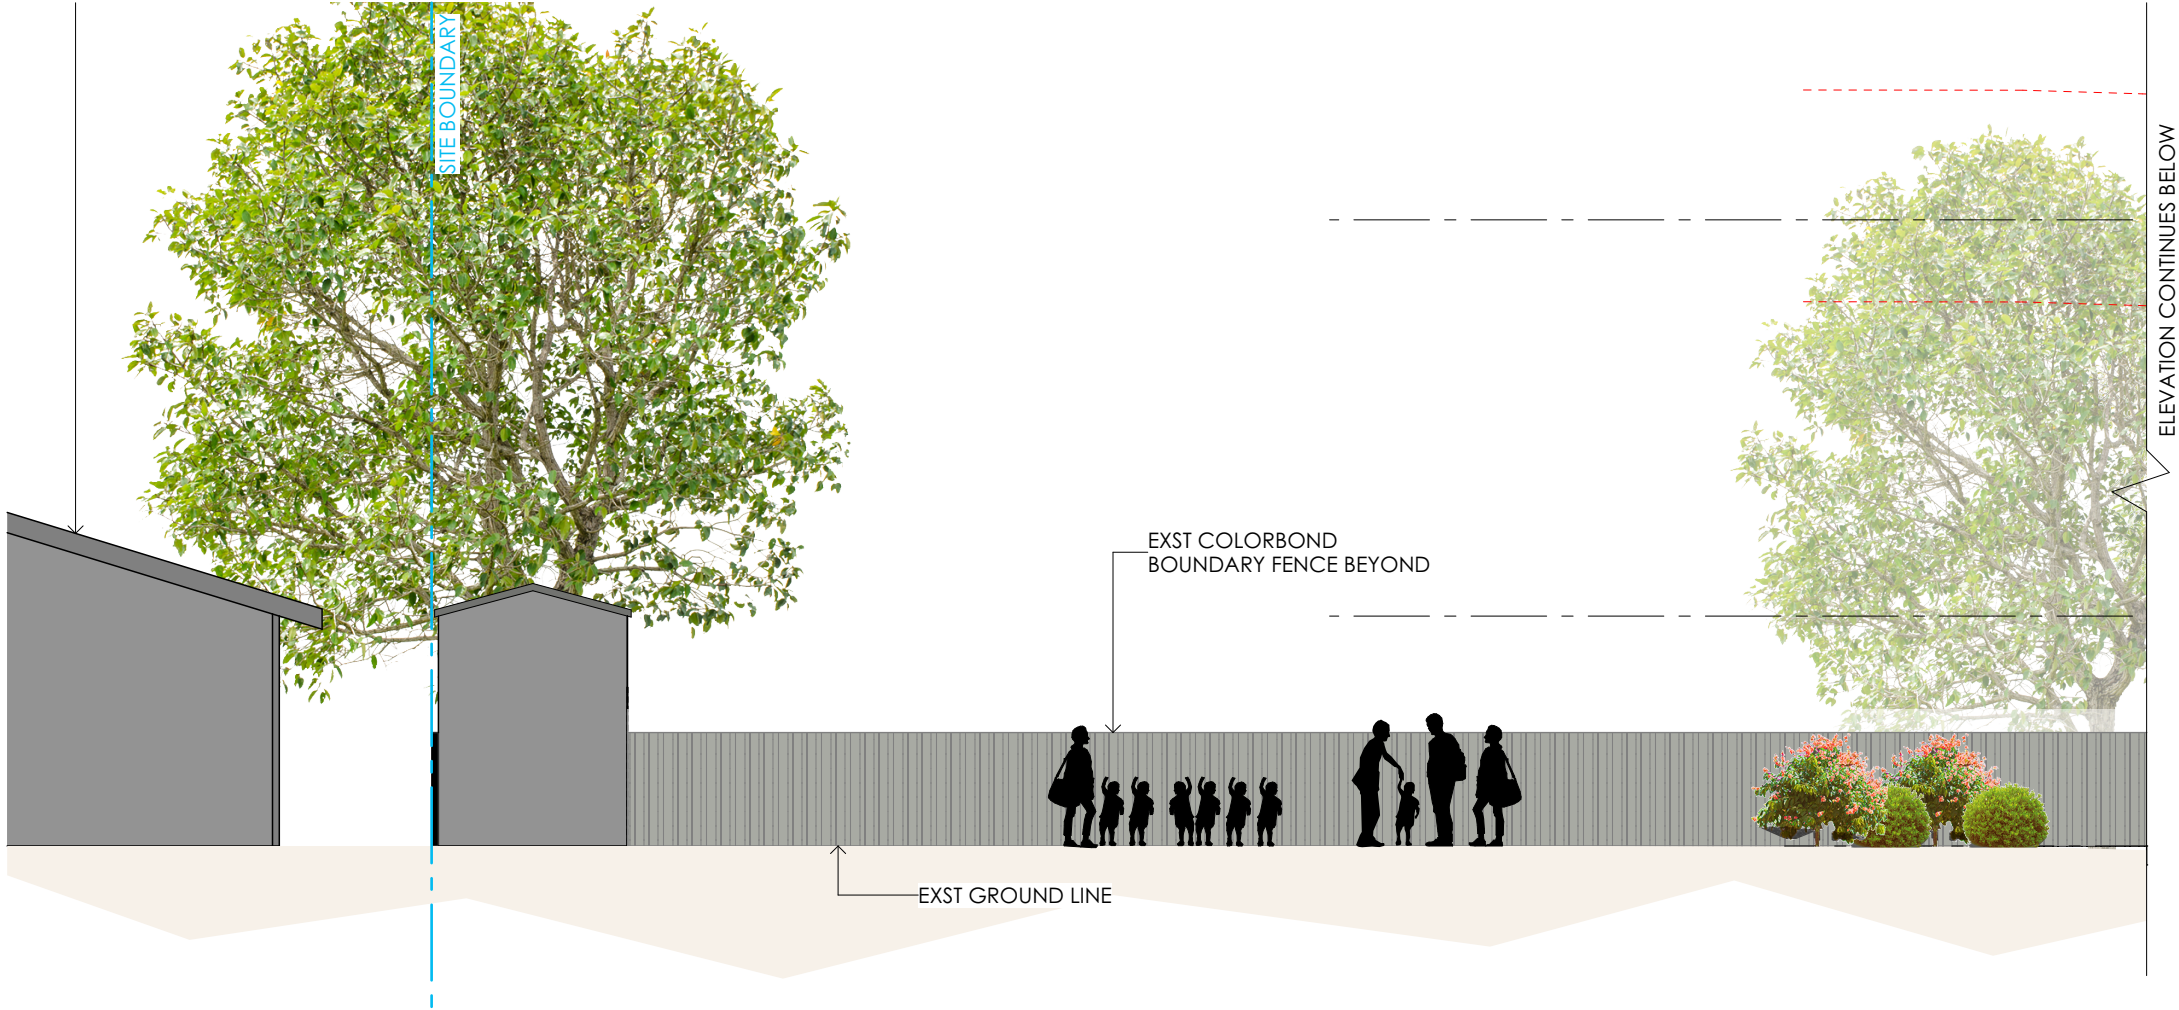 SITE BOUNDARY
ELEVATION CONTINUES BELOW
EXST COLORBOND
BOUNDARY FENCE BEYOND
EXST GROUND LINE